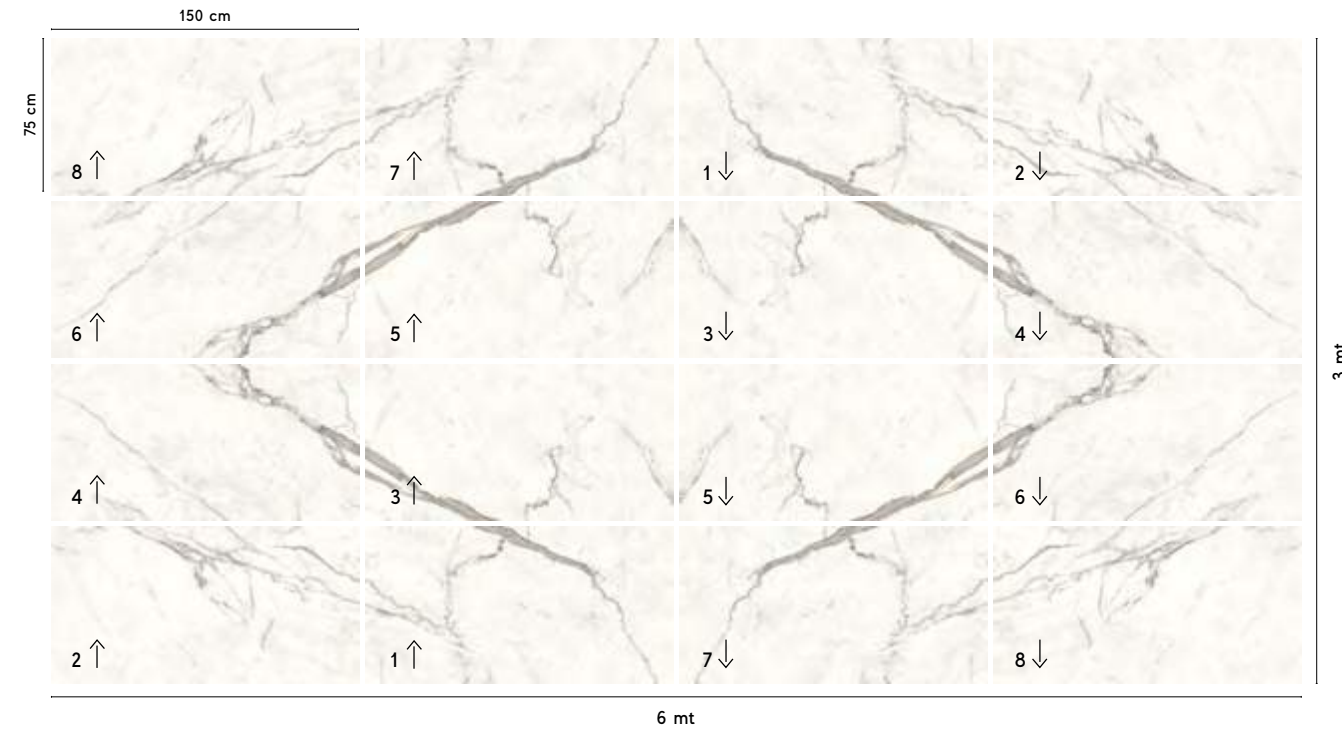 150 cm
75 cm
8 ↑ 7 ↑ 1 ↓ 2 ↓
6 ↑ 5 ↑ 3 ↓ 4 ↓
3 mt
4 ↑ 3 ↑ 5 ↓ 6 ↓
2 ↑ 1 ↑ 7 ↓ 8 ↓
6 mt